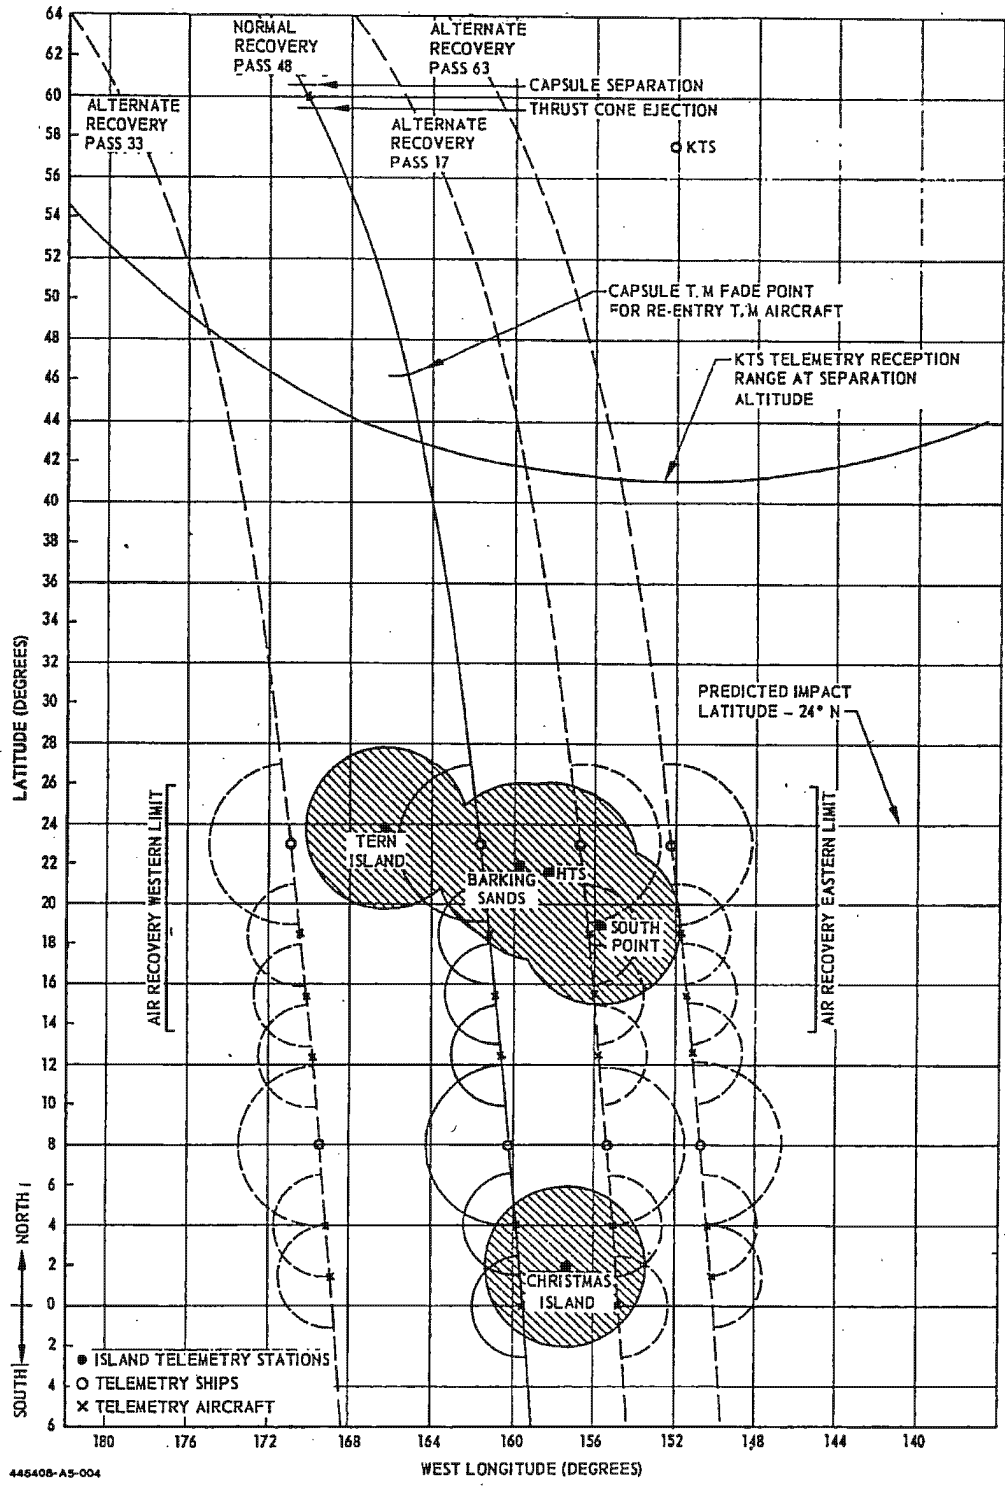 NORMAL
RECOVERY
PASS 48
ALTERNATE
RECOVERY
PASS 63
CAPSULE SEPARATION
THRUST CONE EJECTION
ALTERNATE
RECOVERY
PASS 33
ALTERNATE
RECOVERY
PASS 17
KTS
CAPSULE T/M FADE POINT
FOR RE-ENTRY T/M AIRCRAFT
KTS TELEMETRY RECEPTION
RANGE AT SEPARATION
ALTITUDE
PREDICTED IMPACT
LATITUDE - 24° N
AIR RECOVERY WESTERN LIMIT
AIR RECOVERY EASTERN LIMIT
TERN
ISLAND
BARKING
SANDS
HTS
SOUTH
POINT
CHRISTMAS
ISLAND
ISLAND TELEMETRY STATIONS
TELEMETRY SHIPS
TELEMETRY AIRCRAFT
LATITUDE (DEGREES)
NORTH
SOUTH
64
62
60
58
56
54
52
50
48
46
44
42
40
38
36
34
32
30
28
26
24
22
20
18
16
14
12
10
8
6
4
2
0
2
4
6
180 176 172 168 164 160 156 152 148 144 140
WEST LONGITUDE (DEGREES)
446408-A5-004